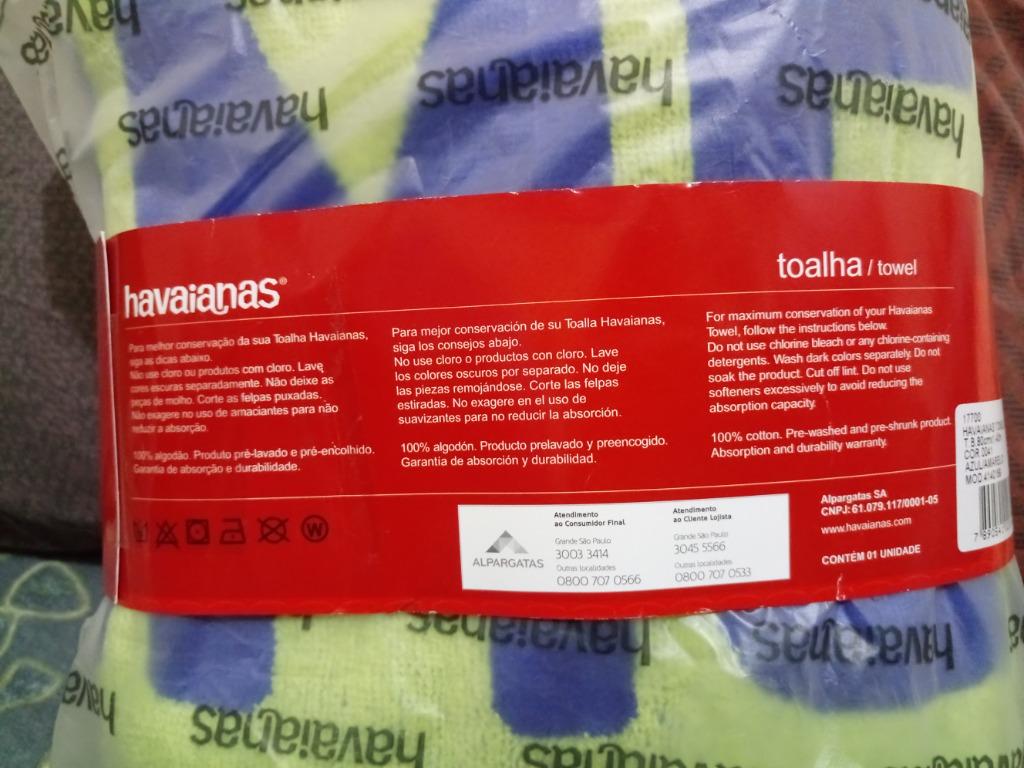 havaianas
havaianas
havaianas
havaianas
havaianas®
toalha / towel
Para melhor conservação da sua Toalha Havaianas,
siga as dicas abaixo.
Não use cloro ou produtos com cloro. Lave
cores escuras separadamente. Não deixe as
peças de molho. Corte as felpas puxadas.
Não exagere no uso de amaciantes para não
reduzir a absorção.
100% algodão. Produto pré-lavado e pré-encolhido.
Garantia de absorção e durabilidade.
Para mejor conservación de su Toalla Havaianas,
siga los consejos abajo.
No use cloro o productos con cloro. Lave
los colores oscuros por separado. No deje
las piezas remojándose. Corte las felpas
estiradas. No exagere en el uso de
suavizantes para no reducir la absorción.
100% algodón. Producto prelavado y preencogido.
Garantia de absorción y durabilidad.
For maximum conservation of your Havaianas
Towel, follow the instructions below.
Do not use chlorine bleach or any chlorine-containing
detergents. Wash dark colors separately. Do not
soak the product. Cut off lint. Do not use
softeners excessively to avoid reducing the
absorption capacity.
100% cotton. Pre-washed and pre-shrunk product.
Absorption and durability warranty.
W
ALPARGATAS
Atendimento
ao Consumidor Final
Grande São Paulo
3003 3414
Outras localidades
0800 707 0566
Atendimento
ao Cliente Lojista
Grande São Paulo
3045 5566
Outras localidades
0800 707 0533
Alpargatas SA
CNPJ: 61.079.117/0001-05
www.havaianas.com
CONTÉM 01 UNIDADE
17700
HAVAIANAS
COR 0041
AZUL/AMARELO
havaianas
havaianas
havaianas
havaianas